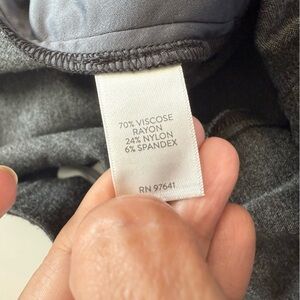 70% VISCOSE
RAYON
24% NYLON
6% SPANDEX
RN 97641